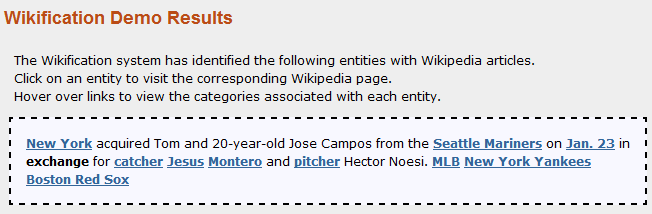 Wikification Demo Results
The Wikification system has identified the following entities with Wikipedia articles.
Click on an entity to visit the corresponding Wikipedia page.
Hover over links to view the categories associated with each entity.
New York acquired Tom and 20-year-old Jose Campos from the Seattle Mariners on Jan. 23 in
exchange for catcher Jesus Montero and pitcher Hector Noesi. MLB New York Yankees
Boston Red Sox